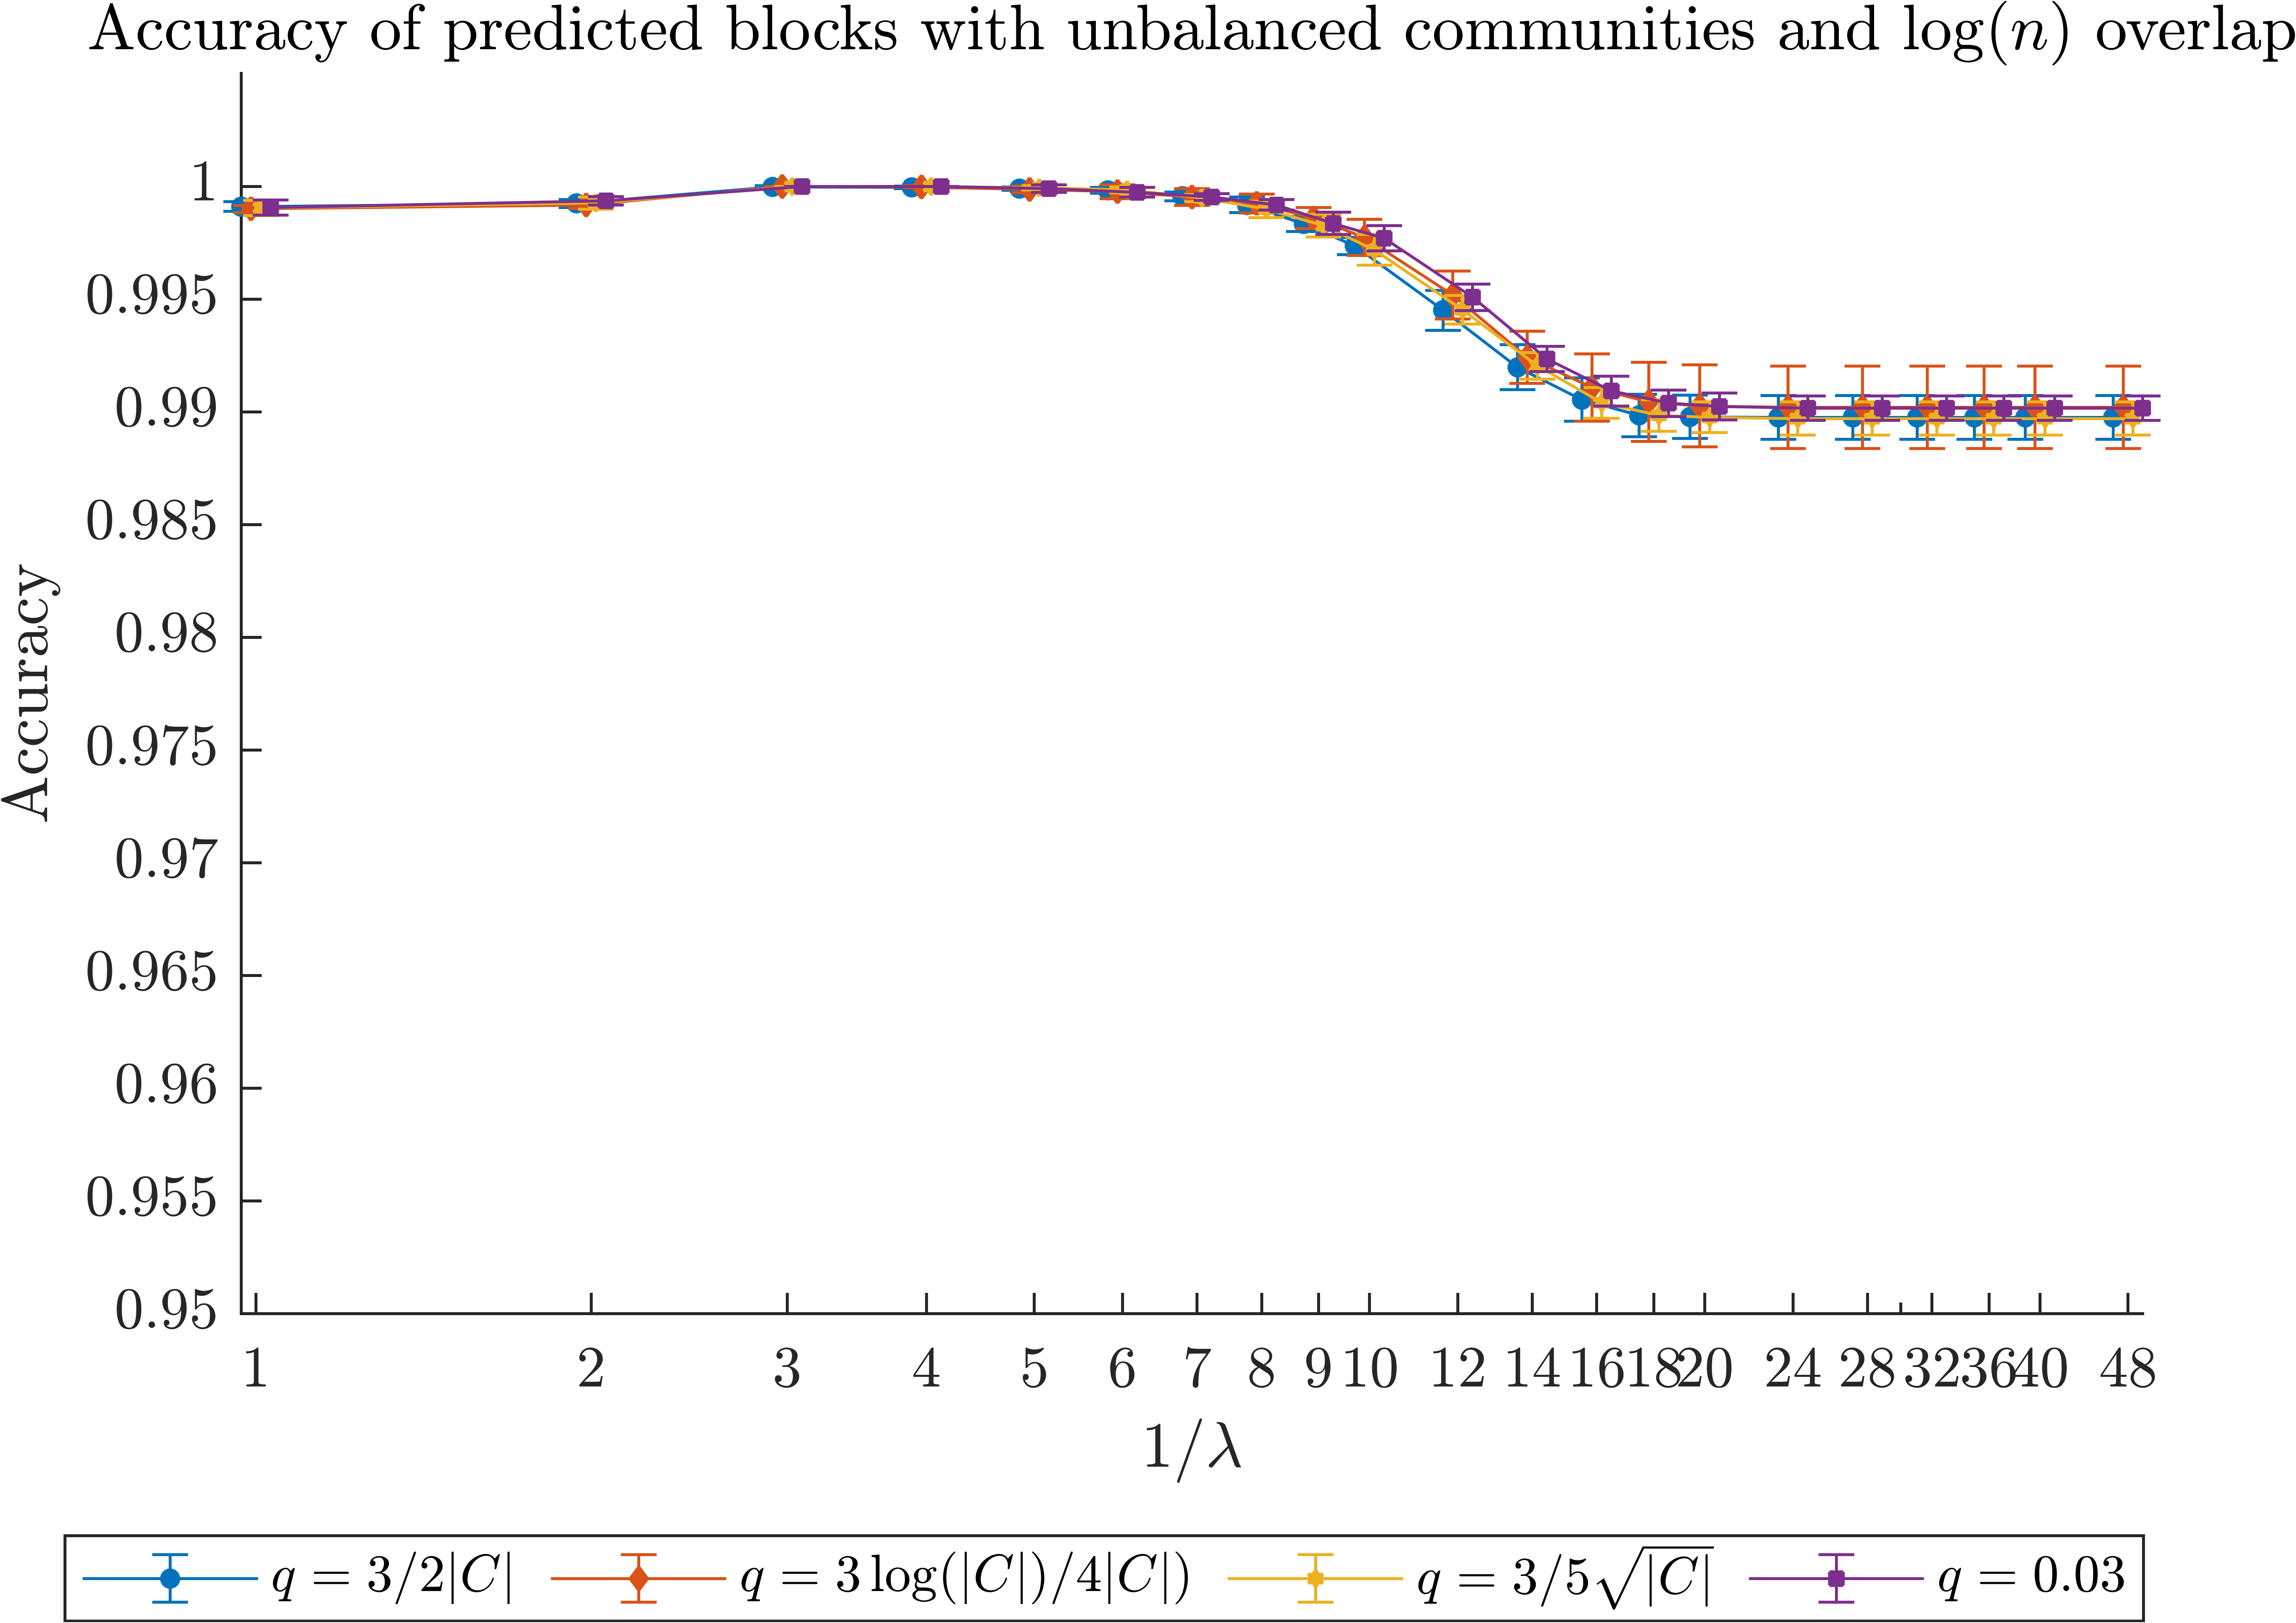 Accuracy of predicted blocks with unbalanced communities and log(n) overlap
Accuracy
1
0.995
0.99
0.985
0.98
0.975
0.97
0.965
0.96
0.955
0.95
1 2 3 4 5 6 7 8 9 10 12 14 16 18 20 24 28 32 36 40 48
1/λ
q = 3/2|C| q = 3 log(|C|)/4|C|) q = 3/5√|C| q = 0.03